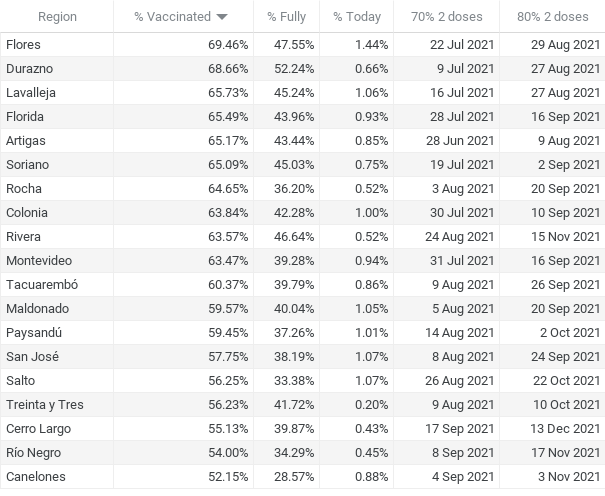 Region % Vaccinated % Fully % Today 70% 2 doses 80% 2 doses
Flores 69.46% 47.55% 1.44% 22 Jul 2021 29 Aug 2021
Durazno 68.66% 52.24% 0.66% 9 Jul 2021 27 Aug 2021
Lavalleja 65.73% 45.24% 1.06% 16 Jul 2021 27 Aug 2021
Florida 65.49% 43.96% 0.93% 28 Jul 2021 16 Sep 2021
Artigas 65.17% 43.44% 0.85% 28 Jun 2021 9 Aug 2021
Soriano 65.09% 45.03% 0.75% 19 Jul 2021 2 Sep 2021
Rocha 64.65% 36.20% 0.52% 3 Aug 2021 20 Sep 2021
Colonia 63.84% 42.28% 1.00% 30 Jul 2021 10 Sep 2021
Rivera 63.57% 46.64% 0.52% 24 Aug 2021 15 Nov 2021
Montevideo 63.47% 39.28% 0.94% 31 Jul 2021 16 Sep 2021
Tacuarembó 60.37% 39.79% 0.86% 9 Aug 2021 26 Sep 2021
Maldonado 59.57% 40.04% 1.05% 5 Aug 2021 20 Sep 2021
Paysandú 59.45% 37.26% 1.01% 14 Aug 2021 2 Oct 2021
San José 57.75% 38.19% 1.07% 8 Aug 2021 24 Sep 2021
Salto 56.25% 33.38% 1.07% 26 Aug 2021 22 Oct 2021
Treinta y Tres 56.23% 41.72% 0.20% 9 Aug 2021 10 Oct 2021
Cerro Largo 55.13% 39.87% 0.43% 17 Sep 2021 13 Dec 2021
Río Negro 54.00% 34.29% 0.45% 8 Sep 2021 17 Nov 2021
Canelones 52.15% 28.57% 0.88% 4 Sep 2021 3 Nov 2021